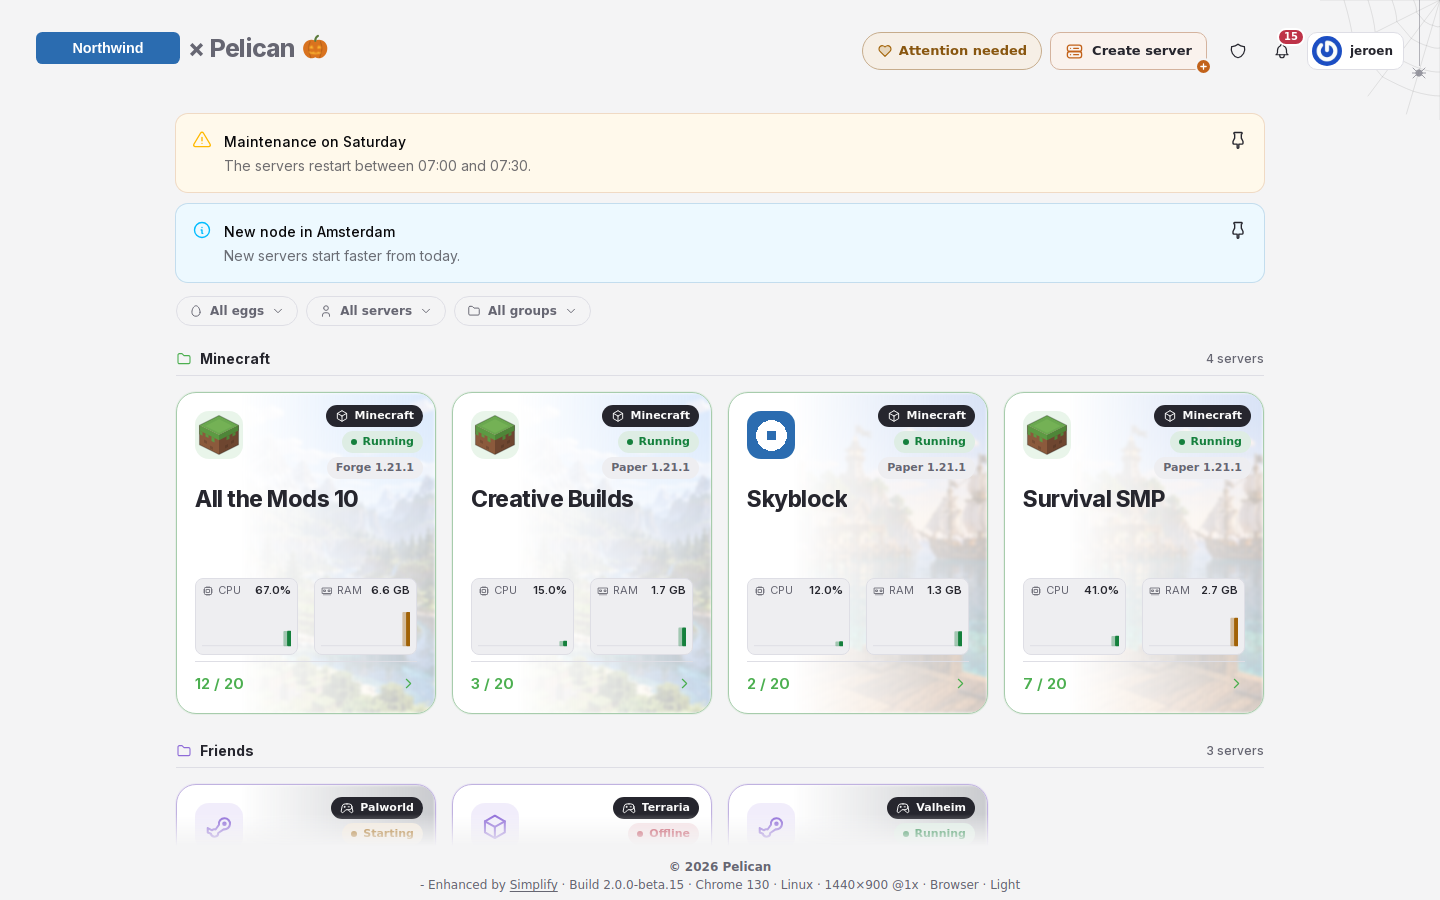 Northwind × Pelican
Attention needed
Create server
15
jeroen
Maintenance on Saturday
The servers restart between 07:00 and 07:30.
New node in Amsterdam
New servers start faster from today.
All eggs
All servers
All groups
Minecraft
4 servers
Minecraft
Running
Forge 1.21.1
All the Mods 10
CPU 67.0%
RAM 6.6 GB
12 / 20
Minecraft
Running
Paper 1.21.1
Creative Builds
CPU 15.0%
RAM 1.7 GB
3 / 20
Minecraft
Running
Paper 1.21.1
Skyblock
CPU 12.0%
RAM 1.3 GB
2 / 20
Minecraft
Running
Paper 1.21.1
Survival SMP
CPU 41.0%
RAM 2.7 GB
7 / 20
Friends
3 servers
Palworld
Starting
Terraria
Offline
Valheim
Running
© 2026 Pelican
- Enhanced by Simplify · Build 2.0.0-beta.15 · Chrome 130 · Linux · 1440×900 @1x · Browser · Light